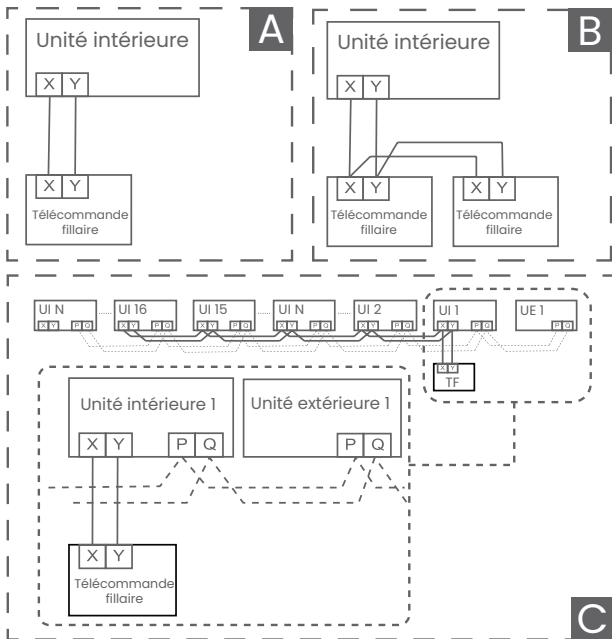 A
Unité intérieure
X Y
X Y
Télécommande
fillaire
B
Unité intérieure
X Y
X Y
Télécommande
fillaire
X Y
Télécommande
fillaire
UI N
UI 16
UI 15
UI N
UI 2
UI 1
UE 1
X Y P Q
X Y P Q
X Y P Q
X Y P Q
X Y P Q
X Y P Q
P Q
X Y
TF
Unité intérieure 1
Unité extérieure 1
X Y P Q
P Q
X Y
Télécommande
fillaire
C